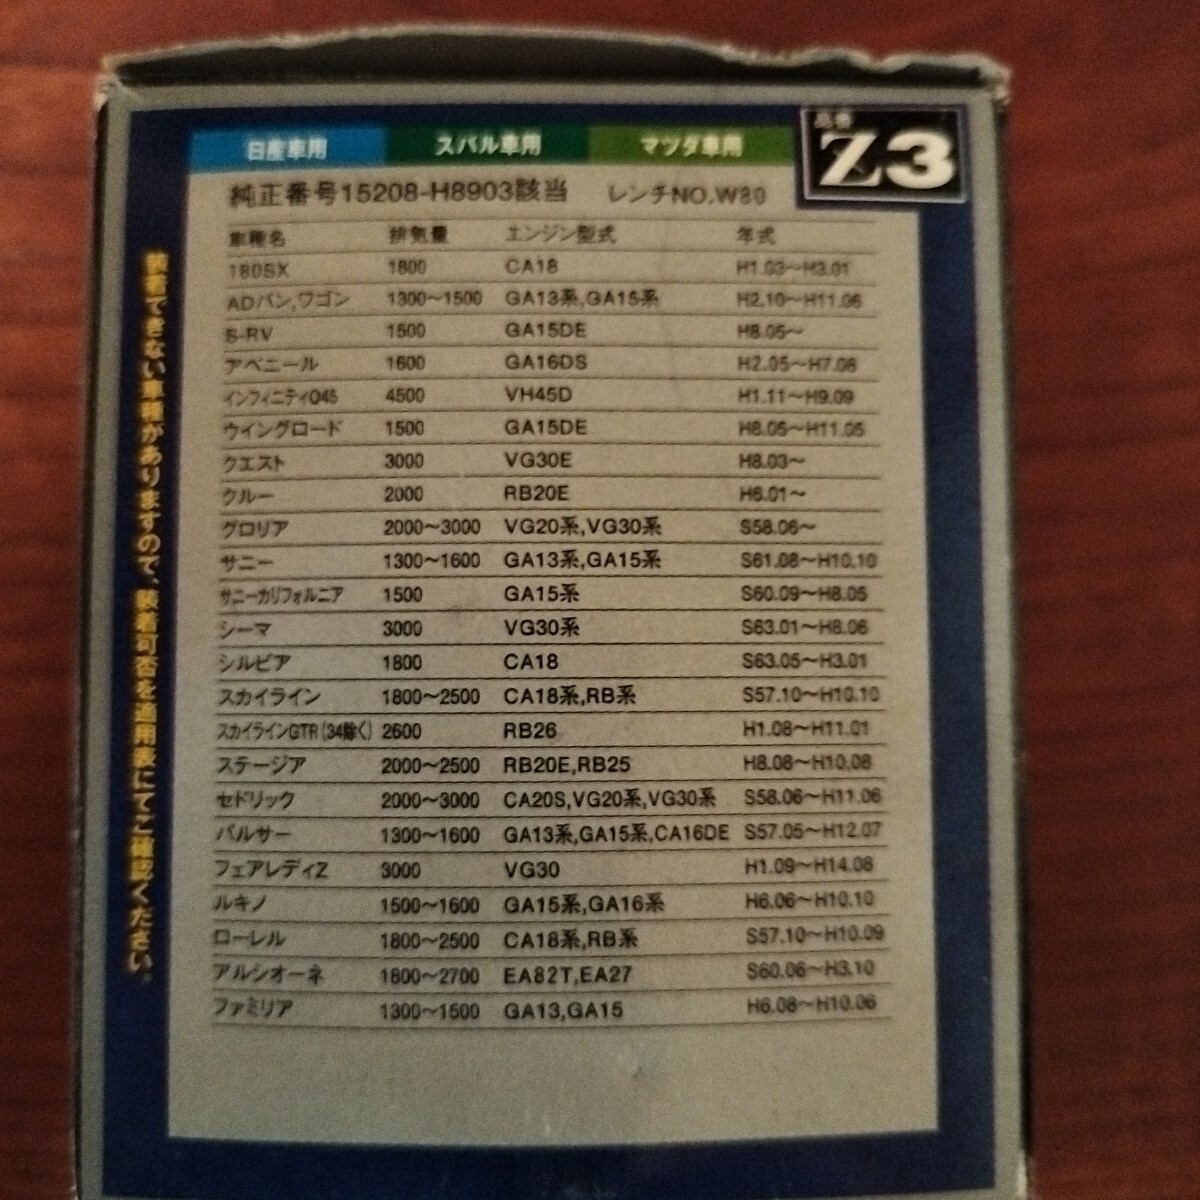 日産車用 スバル車用 マツダ車用
品番
Z3
純正番号15208-H8903該当 レンチNO.W80
車種名 排気量 エンジン型式 年式
180SX 1800 CA18 H1.03～H3.01
ADバン,ワゴン 1300～1500 GA13系,GA15系 H2.10～H11.06
S-RV 1500 GA15DE H8.05～
アベニール 1600 GA16DS H2.05～H7.08
インフィニティQ45 4500 VH45D H1.11～H9.09
ウイングロード 1500 GA15DE H8.05～H11.05
クエスト 3000 VG30E H8.03～
クルー 2000 RB20E H6.01～
グロリア 2000～3000 VG20系,VG30系 S58.06～
サニー 1300～1600 GA13系,GA15系 S61.08～H10.10
サニーカリフォルニア 1500 GA15系 S60.09～H8.05
シーマ 3000 VG30系 S63.01～H8.06
シルビア 1800 CA18 S63.05～H3.01
スカイライン 1800～2500 CA18系,RB系 S57.10～H10.10
スカイラインGTR(34除く) 2600 RB26 H1.08～H11.01
ステージア 2000～2500 RB20E,RB25 H8.08～H10.08
セドリック 2000～3000 CA20S,VG20系,VG30系 S58.06～H11.06
パルサー 1300～1600 GA13系,GA15系,CA16DE S57.05～H12.07
フェアレディZ 3000 VG30 H1.09～H14.08
ルキノ 1500～1600 GA15系,GA16系 H6.06～H10.10
ローレル 1800～2500 CA18系,RB系 S57.10～H10.09
アルシオーネ 1800～2700 EA82T,EA27 S60.06～H3.10
ファミリア 1300～1500 GA13,GA15 H6.08～H10.06
装着できない車種がありますので、装着可否を適用表にてご確認ください。